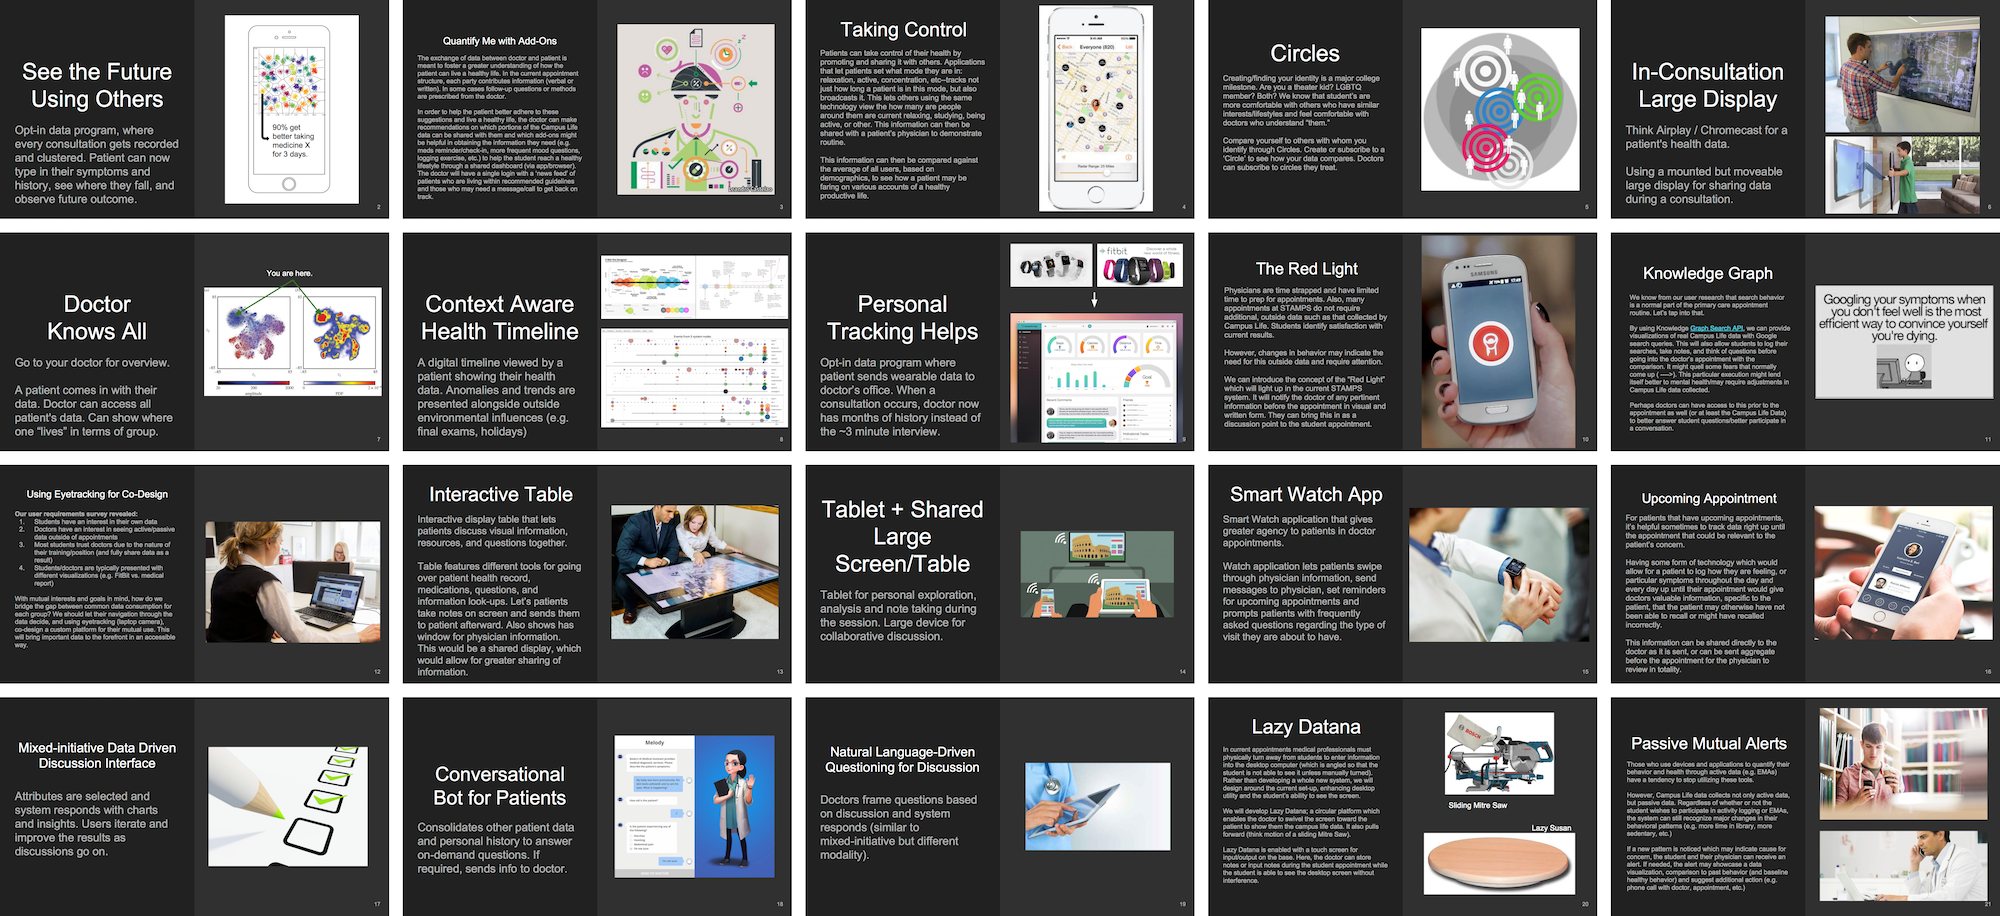 See the Future
Using Others
Opt-in data program, where
every consultation gets recorded
and clustered. Patient can now
type in their symptoms and
history, see where they fall, and
observe future outcome.
90% get
better taking
medicine X
for 3 days.
2
Quantify Me with Add-Ons
The exchange of data between doctor and patient is
meant to foster a greater understanding of how the
patient can live a healthy life. In the current appointment
structure, each party contributes information (verbal or
written). In some cases follow-up questions or methods
are prescribed from the doctor.
In order to help the patient better adhere to these
suggestions and live a healthy life, the doctor can make
recommendations on which portions of the Campus Life
data can be shared with them and which add-ons might
be helpful in obtaining the information they need (e.g.
meds reminder/check-in, more frequent mood questions,
logging exercise, etc.) to help the student reach a healthy
lifestyle through a shared dashboard (via app/browser).
The doctor will have a single login with a 'news feed' of
patients who are living within recommended guidelines
and those who may need a message/call to get back on
track.
3
Taking Control
Patients can take control of their health by
promoting and sharing it with others. Applications
that let patients set what mode they are in:
relaxation, active, concentration, etc--tracks not
just how long a patient is in this mode, but also
broadcasts it. This lets others using the same
technology view the how many are people
around them are current relaxing, studying, being
active, or other. This information can then be
shared with a patient's physician to demonstrate
routine.
This information can then be compared against
the average of all users, based on
demographics, to see how a patient may be
faring on various accounts of a healthy
productive life.
Back Everyone (820) List
4
Circles
Creating/finding your identity is a major college
milestone. Are you a theater kid? LGBTQ
member? Both? We know that student's are
more comfortable with others who have similar
interests/lifestyles and feel comfortable with
doctors who understand "them."
Compare yourself to others with whom you
identify through Circles. Create or subscribe to a
'Circle' to see how your data compares. Doctors
can subscribe to circles they treat.
5
In-Consultation
Large Display
Think Airplay / Chromecast for a
patient's health data.
Using a mounted but moveable
large display for sharing data
during a consultation.
6
Doctor
Knows All
Go to your doctor for overview.
A patient comes in with their
data. Doctor can access all
patient's data. Can show where
one "lives" in terms of group.
You are here.
7
Context Aware
Health Timeline
A digital timeline viewed by a
patient showing their health
data. Anomalies and trends are
presented alongside outside
environmental influences (e.g.
final exams, holidays)
8
Personal
Tracking Helps
Opt-in data program where
patient sends wearable data to
doctor's office. When a
consultation occurs, doctor now
has months of history instead of
the ~3 minute interview.
fitbit
9
The Red Light
Physicians are time strapped and have limited
time to prep for appointments. Also, many
appointments at STAMPS do not require
additional, outside data such as that collected by
Campus Life. Students identify satisfaction with
current results.
However, changes in behavior may indicate the
need for this outside data and require attention.
We can introduce the concept of the "Red Light"
which will light up in the current STAMPS
system. It will notify the doctor of any pertinent
information before the appointment in visual and
written form. They can bring this in as a
discussion point to the student appointment.
SAMSUNG
10
Knowledge Graph
We know from our user research that search behavior
is a normal part of the primary care appointment
routine. Let's tap into that.
By using Knowledge Graph Search API, we can provide
visualizations of real Campus Life data with Google
search queries. This will also allow students to log their
searches, take notes, and think of questions before
going into the doctor's appointment with the
comparison. It might quell some fears that normally
come up ( ---->). This particular execution might lend
itself better to mental health/may require adjustments in
Campus Life data collected.
Perhaps doctors can have access to this prior to the
appointment as well (or at least the Campus Life Data)
to better answer student questions/better participate in
a conversation.
Googling your symptoms when
you don't feel well is the most
efficient way to convince yourself
you're dying.
11
Using Eyetracking for Co-Design
Our user requirements survey revealed:
1. Students have an interest in their own data
2. Doctors have an interest in seeing active/passive
data outside of appointments
3. Most students trust doctors due to the nature of
their training/position (and fully share data as a
result)
4. Students/doctors are typically presented with
different visualizations (e.g. FitBit vs. medical
report)
With mutual interests and goals in mind, how do we
bridge the gap between common data consumption for
each group? We should let their navigation through the
data decide, and using eyetracking (laptop camera),
co-design a custom platform for their mutual use. This
will bring important data to the forefront in an accessible
way.
12
Interactive Table
Interactive display table that lets
patients discuss visual information,
resources, and questions together.
Table features different tools for going
over patient health record,
medications, questions, and
information look-ups. Let's patients
take notes on screen and sends them
to patient afterward. Also shows has
window for physician information.
This would be a shared display, which
would allow for greater sharing of
information.
13
Tablet + Shared
Large
Screen/Table
Tablet for personal exploration,
analysis and note taking during
the session. Large device for
collaborative discussion.
14
Smart Watch App
Smart Watch application that gives
greater agency to patients in doctor
appointments.
Watch application lets patients swipe
through physician information, send
messages to physician, set reminders
for upcoming appointments and
prompts patients with frequently
asked questions regarding the type of
visit they are about to have.
15
Upcoming Appointment
For patients that have upcoming appointments,
it's helpful sometimes to track data right up until
the appointment that could be relevant to the
patient's concern.
Having some form of technology which would
allow for a patient to log how they are feeling, or
particular symptoms throughout the day and
every day up until their appointment would give
doctors valuable information, specific to the
patient, that the patient may otherwise have not
been able to recall or might have recalled
incorrectly.
This information can be shared directly to the
doctor as it is sent, or can be sent aggregate
before the appointment for the physician to
review in totality.
16
Mixed-initiative Data Driven
Discussion Interface
Attributes are selected and
system responds with charts
and insights. Users iterate and
improve the results as
discussions go on.
17
Conversational
Bot for Patients
Consolidates other patient data
and personal history to answer
on-demand questions. If
required, sends info to doctor.
Melody
18
Natural Language-Driven
Questioning for Discussion
Doctors frame questions based
on discussion and system
responds (similar to
mixed-initiative but different
modality).
19
Lazy Datana
In current appointments medical professionals must
physically turn away from students to enter information
into the desktop computer (which is angled so that the
student is not able to see it unless manually turned).
Rather than developing a whole new system, we will
design around the current set-up, enhancing desktop
utility and the student's ability to see the screen.
We will develop Lazy Datana; a circular platform which
enables the doctor to swivel the screen toward the
patient to show them the campus life data. It also pulls
forward (think motion of a sliding Mitre Saw).
Lazy Datana is enabled with a touch screen for
input/output on the base. Here, the doctor can store
notes or input notes during the student appointment while
the student is able to see the desktop screen without
interference.
BOSCH
Sliding Mitre Saw
Lazy Susan
20
Passive Mutual Alerts
Those who use devices and applications to quantify their
behavior and health through active data (e.g. EMAs)
have a tendency to stop utilizing these tools.
However, Campus Life data collects not only active data,
but passive data. Regardless of whether or not the
student wishes to participate in activity logging or EMAs,
the system can still recognize major changes in their
behavioral patterns (e.g. more time in library, more
sedentary, etc.)
If a new pattern is noticed which may indicate cause for
concern, the student and their physician can receive an
alert. If needed, the alert may showcase a data
visualization, comparison to past behavior (and baseline
healthy behavior) and suggest additional action (e.g.
phone call with doctor, appointment, etc.)
21